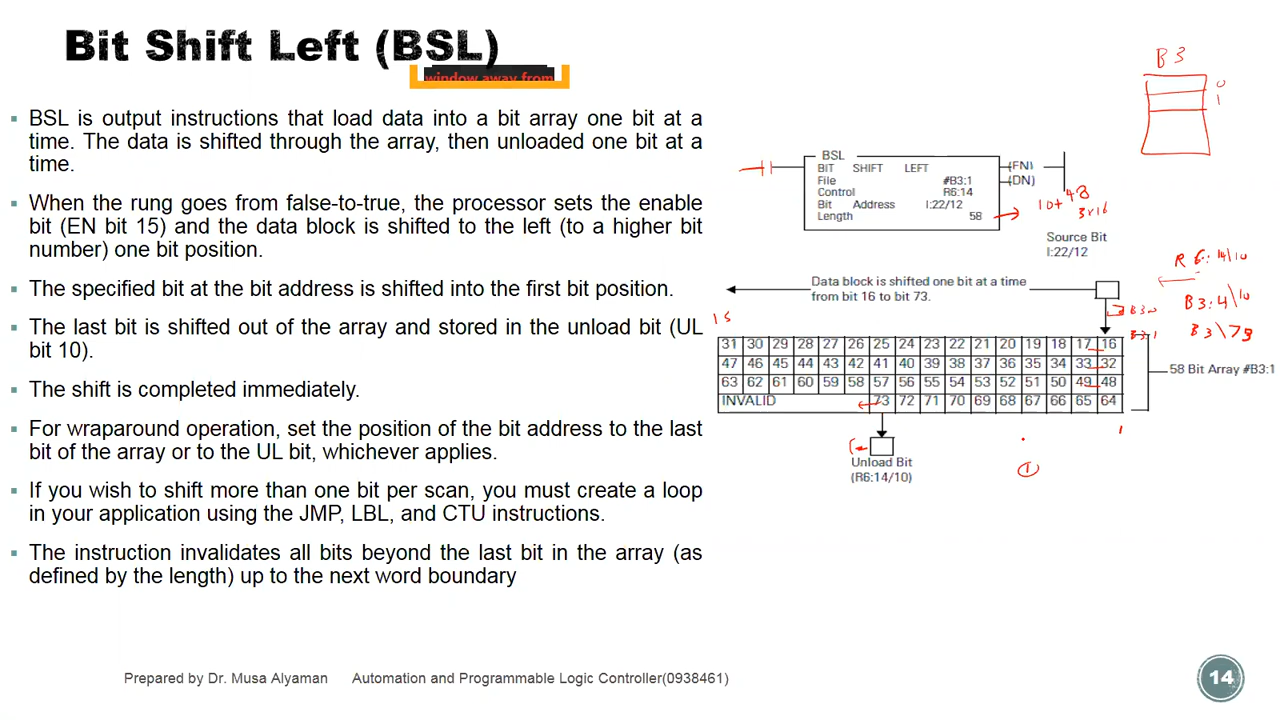 Bit Shift Left (BSL)
window away from
▪ BSL is output instructions that load data into a bit array one bit at a
time. The data is shifted through the array, then unloaded one bit at a
time.
▪ When the rung goes from false-to-true, the processor sets the enable
bit (EN bit 15) and the data block is shifted to the left (to a higher bit
number) one bit position.
▪ The specified bit at the bit address is shifted into the first bit position.
▪ The last bit is shifted out of the array and stored in the unload bit (UL
bit 10).
▪ The shift is completed immediately.
▪ For wraparound operation, set the position of the bit address to the last
bit of the array or to the UL bit, whichever applies.
▪ If you wish to shift more than one bit per scan, you must create a loop
in your application using the JMP, LBL, and CTU instructions.
▪ The instruction invalidates all bits beyond the last bit in the array (as
defined by the length) up to the next word boundary
B3
0
1
BSL
BIT SHIFT LEFT
File #B3:1
Control R6:14
Bit Address I:22/12
Length 58
(EN)
(DN)
10+48
3x16
Source Bit
I:22/12
R6:14/10
B3:4\10
B3\73
Data block is shifted one bit at a time
from bit 16 to bit 73.
15
31 30 29 28 27 26 25 24 23 22 21 20 19 18 17 16
47 46 45 44 43 42 41 40 39 38 37 36 35 34 33 32
63 62 61 60 59 58 57 56 55 54 53 52 51 50 49 48
INVALID 73 72 71 70 69 68 67 66 65 64
58 Bit Array #B3:1
Unload Bit
(R6:14/10)
1
Prepared by Dr. Musa Alyaman Automation and Programmable Logic Controller(0938461)
14